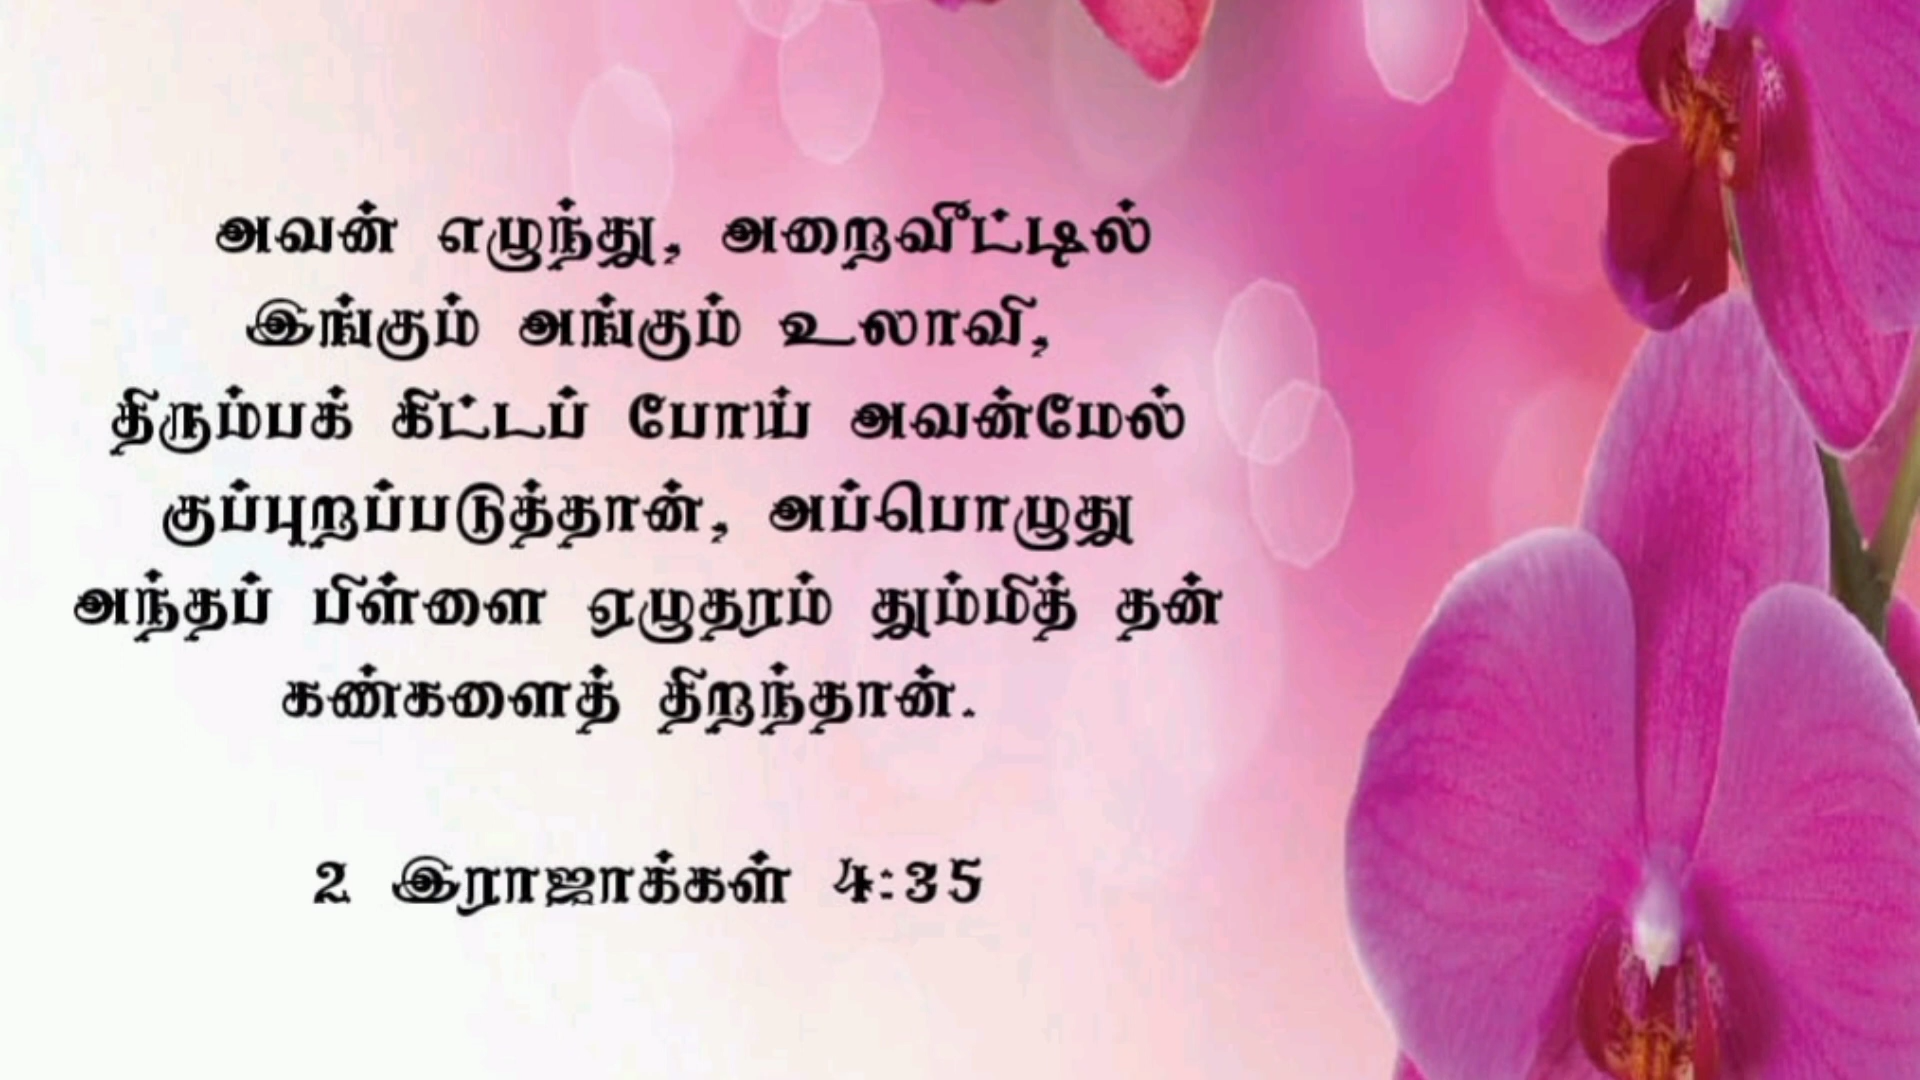 அவன் எழுந்து, அறைவீட்டில்
இங்கும் அங்கும் உலாவி,
திரும்பக் கிட்டப் போய் அவன்மேல்
குப்புறப்படுத்தான், அப்பொழுது
அந்தப் பிள்ளை ஏழுதரம் தும்மித் தன்
கண்களைத் திறந்தான்.
2 இராஜாக்கள் 4:35